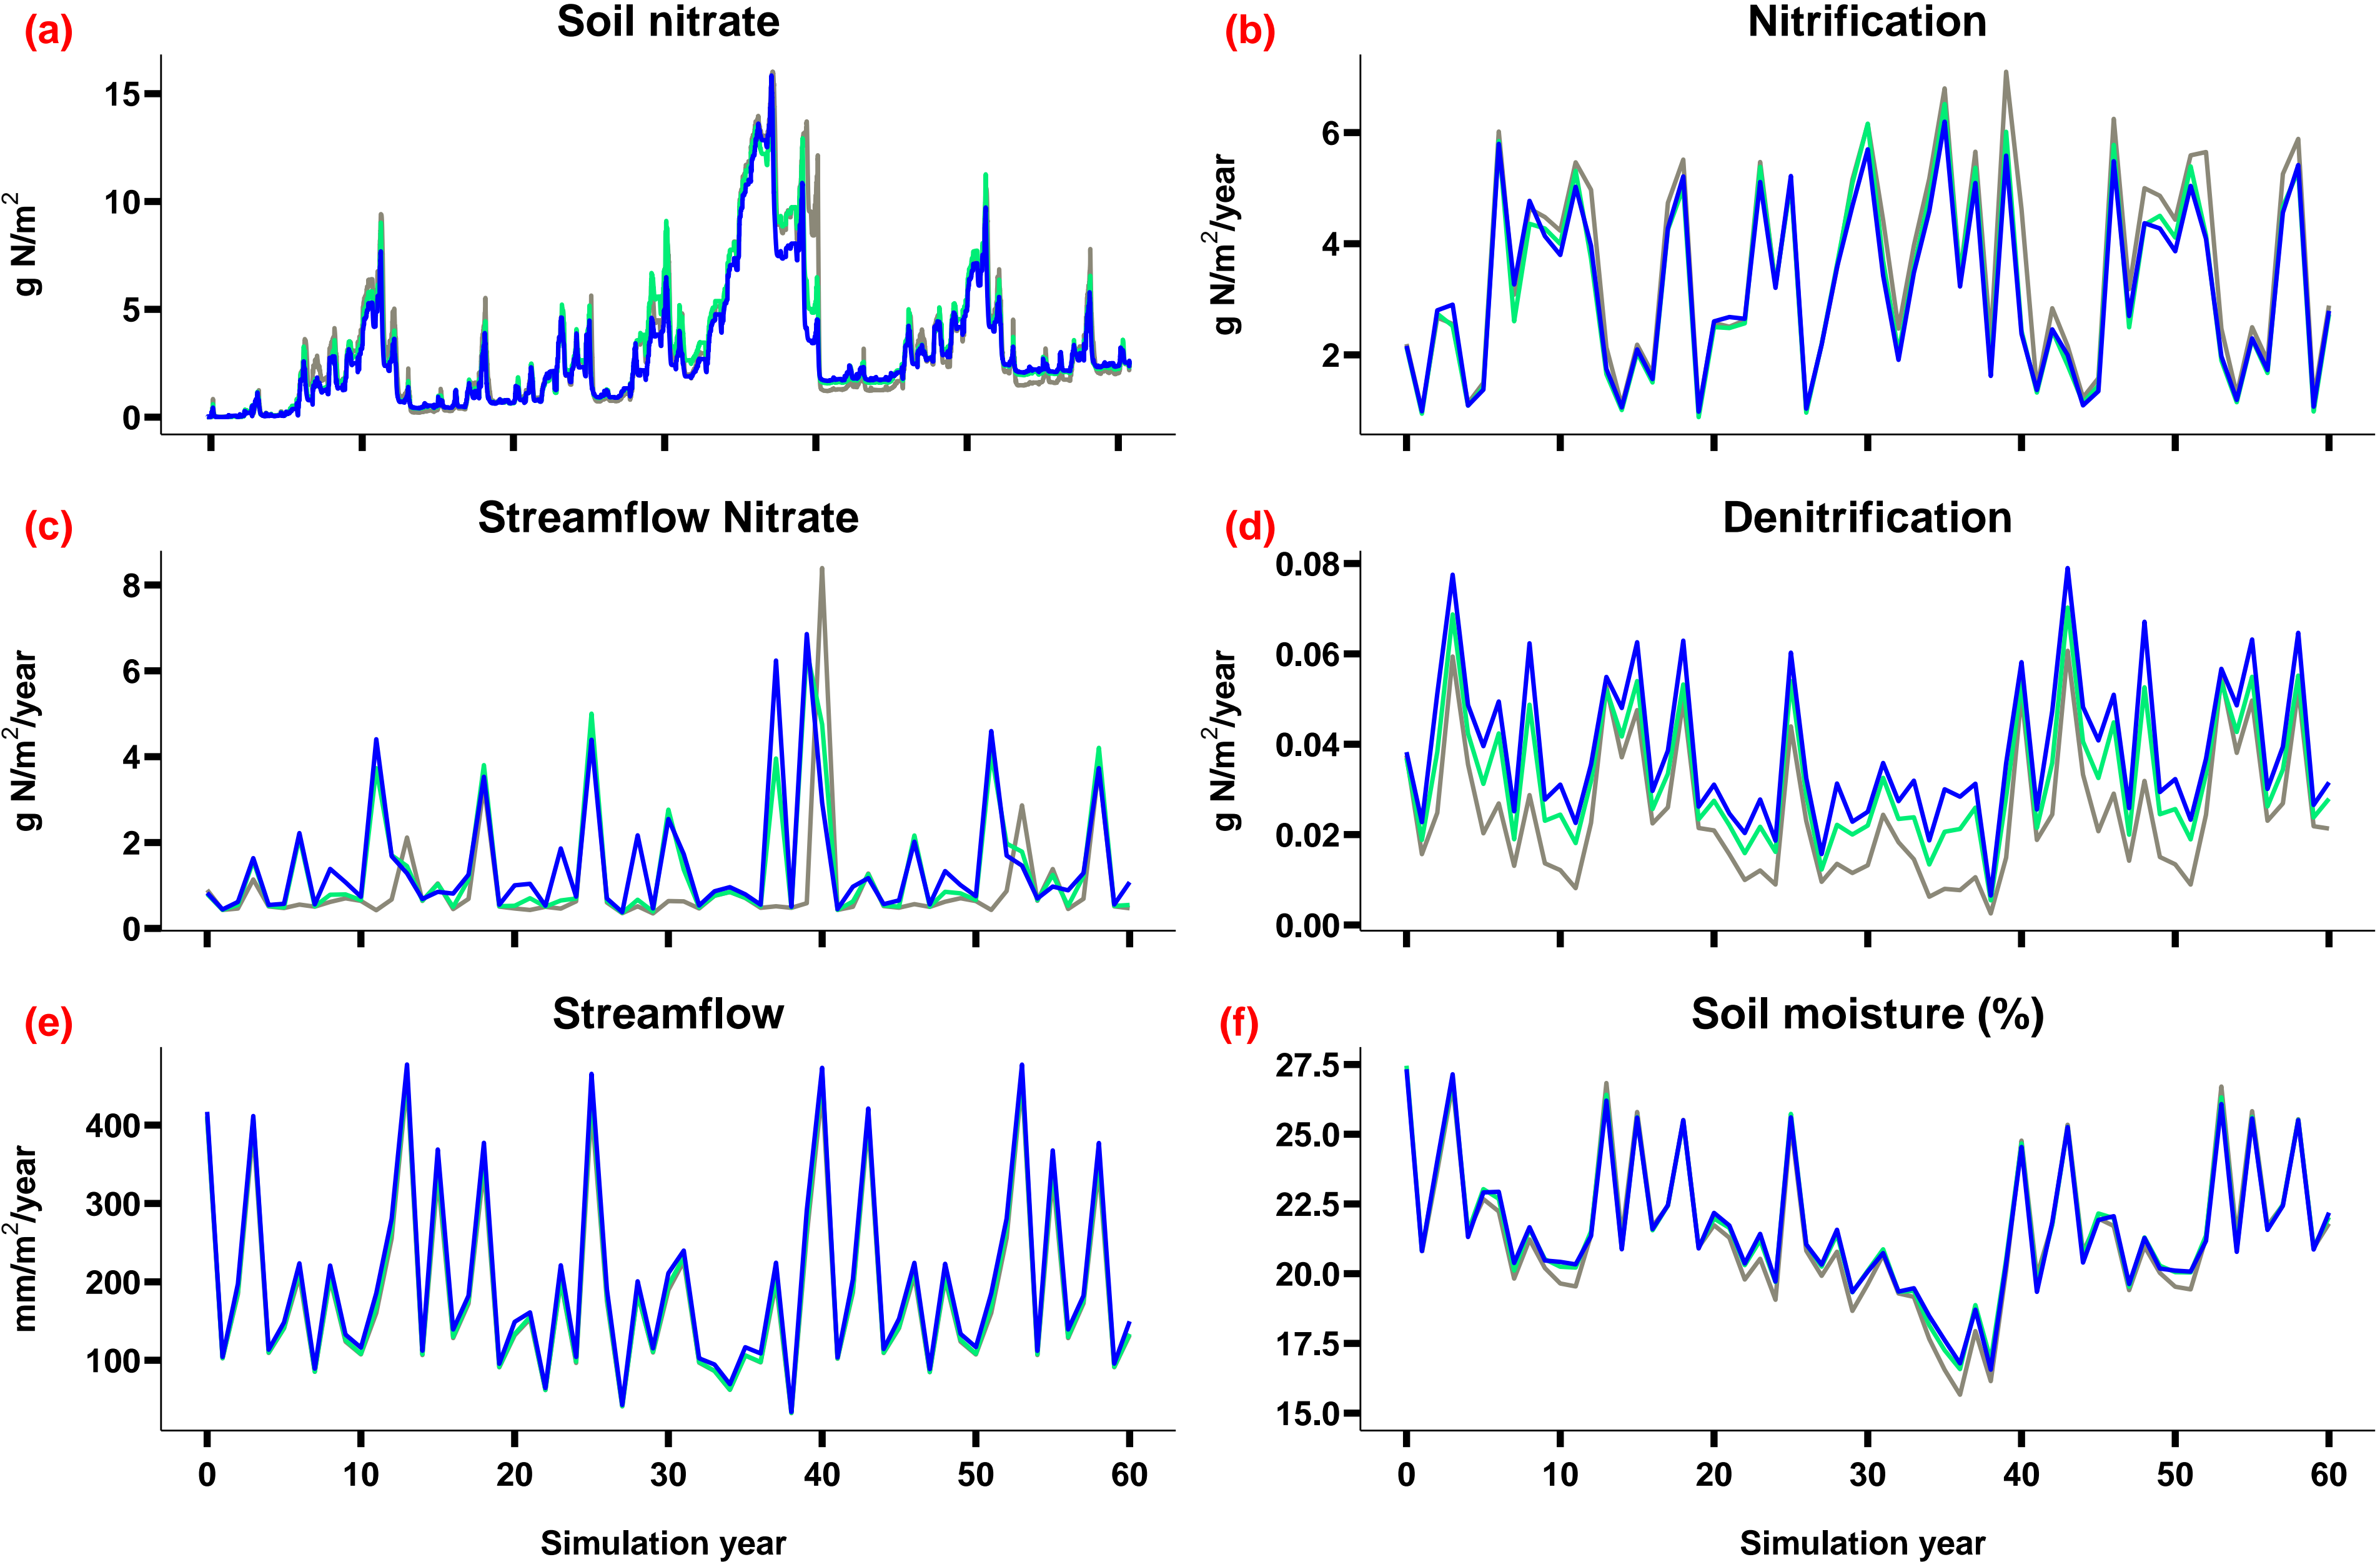 (a) Soil nitrate
15
10
5
0
g N/m²
(b) Nitrification
6
4
2
g N/m²/year
(c) Streamflow Nitrate
8
6
4
2
0
g N/m²/year
(d) Denitrification
0.08
0.06
0.04
0.02
0.00
g N/m²/year
(e) Streamflow
400
300
200
100
mm/m²/year
0 10 20 30 40 50 60
Simulation year
(f) Soil moisture (%)
27.5
25.0
22.5
20.0
17.5
15.0
0 10 20 30 40 50 60
Simulation year